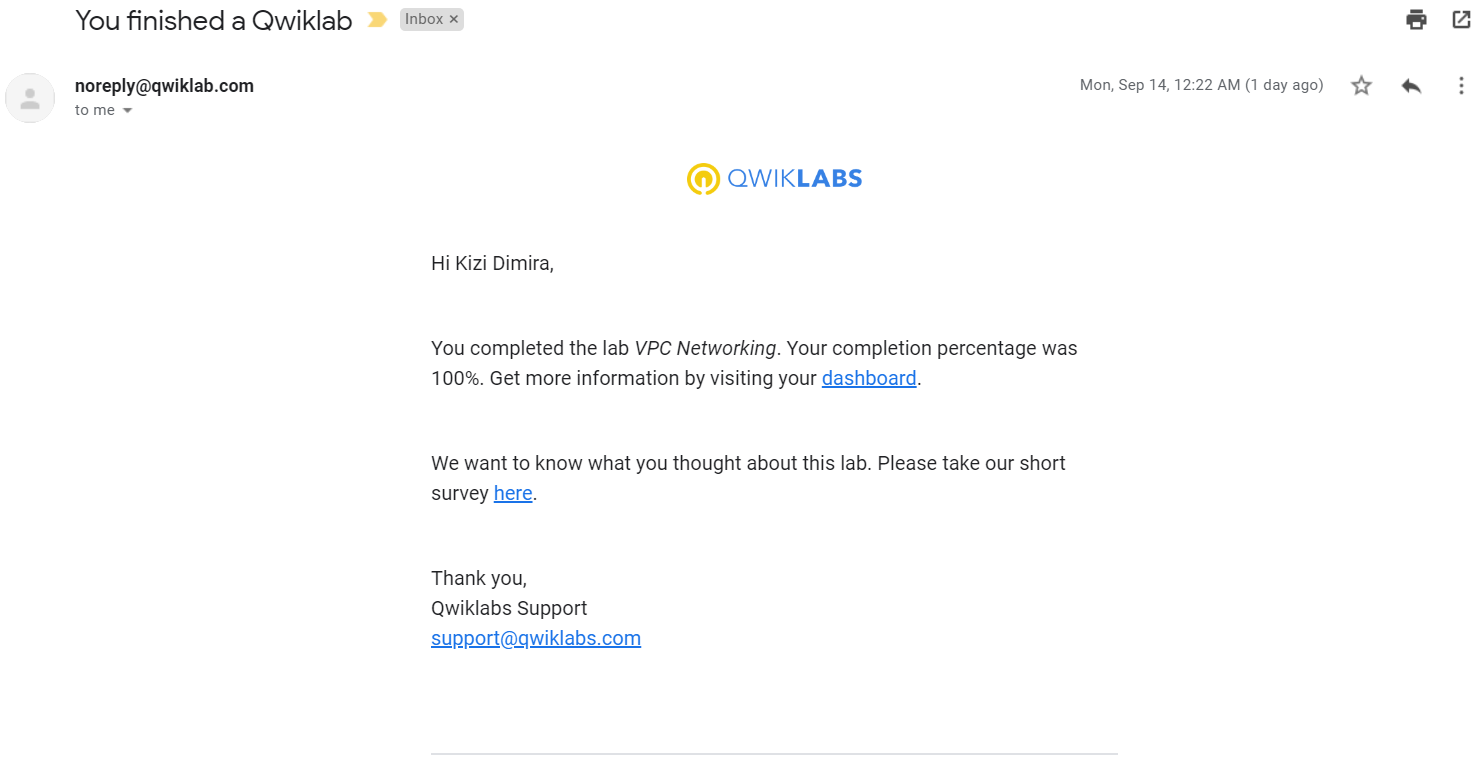 You finished a Qwiklab
Inbox ×
noreply@qwiklab.com
Mon, Sep 14, 12:22 AM (1 day ago)
to me
QWIKLABS
Hi Kizi Dimira,
You completed the lab VPC Networking. Your completion percentage was
100%. Get more information by visiting your dashboard.
We want to know what you thought about this lab. Please take our short
survey here.
Thank you,
Qwiklabs Support
support@qwiklabs.com